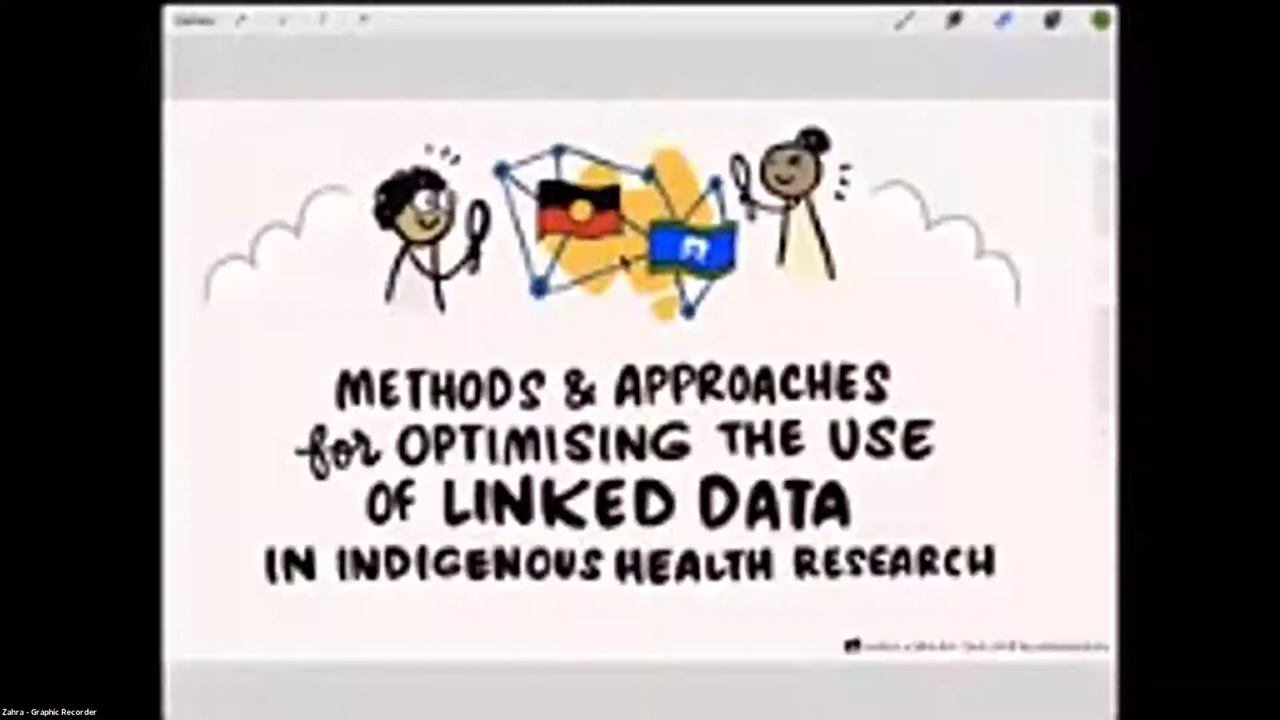 METHODS & APPROACHES
for OPTIMISING THE USE
OF LINKED DATA
IN INDIGENOUS HEALTH RESEARCH
Zahra - Graphic Recorder